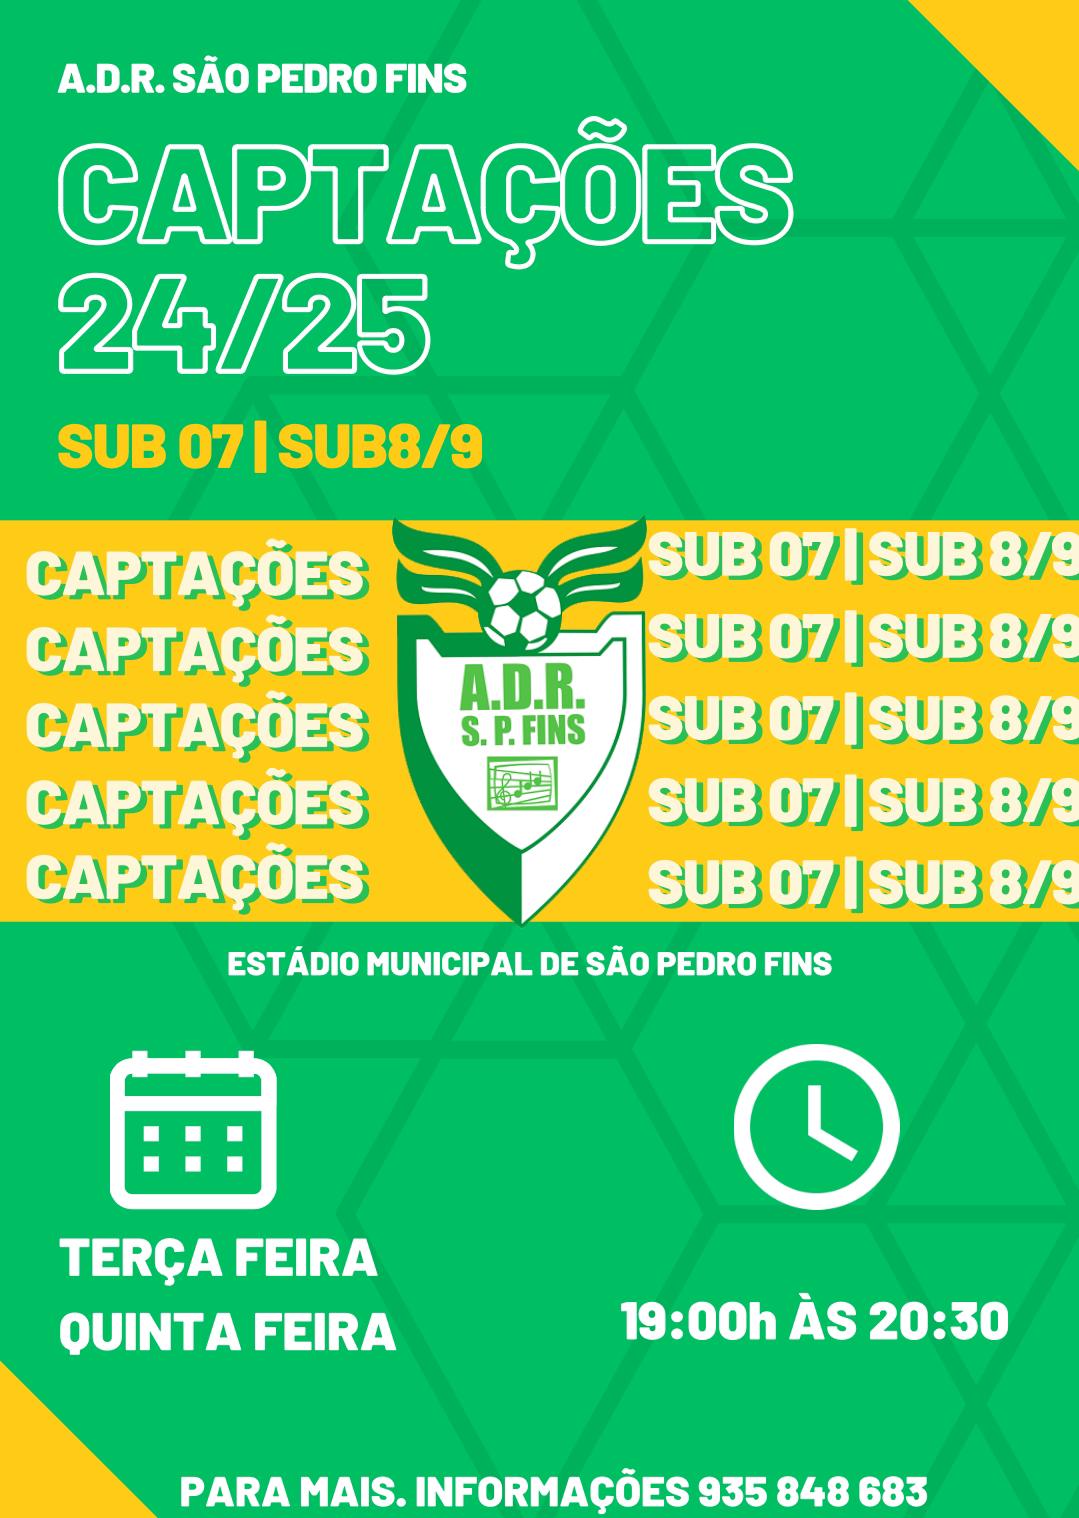 A.D.R. SÃO PEDRO FINS
CAPTAÇÕES
24/25
SUB 07 | SUB8/9
CAPTAÇÕES
CAPTAÇÕES
CAPTAÇÕES
CAPTAÇÕES
CAPTAÇÕES
A.D.R.
S. P. FINS
SUB 07 | SUB 8/9
SUB 07 | SUB 8/9
SUB 07 | SUB 8/9
SUB 07 | SUB 8/9
SUB 07 | SUB 8/9
ESTÁDIO MUNICIPAL DE SÃO PEDRO FINS
TERÇA FEIRA
QUINTA FEIRA
19:00h ÀS 20:30
PARA MAIS. INFORMAÇÕES 935 848 683